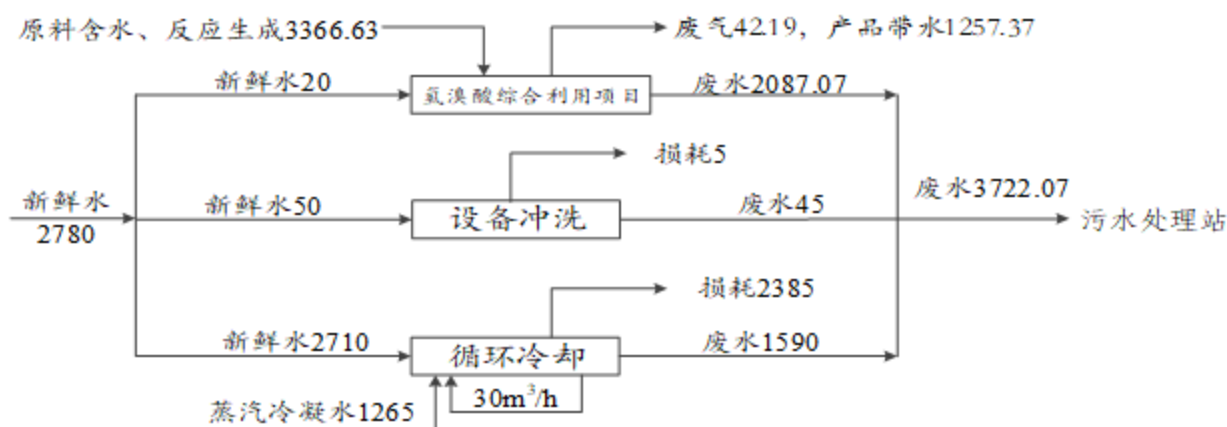 原料含水、反应生成3366.63
废气42.19，产品带水1257.37
新鲜水20
氢溴酸综合利用项目
废水2087.07
损耗5
新鲜水
2780
新鲜水50
设备冲洗
废水45
废水3722.07
污水处理站
损耗2385
新鲜水2710
循环冷却
废水1590
30m³/h
蒸汽冷凝水1265